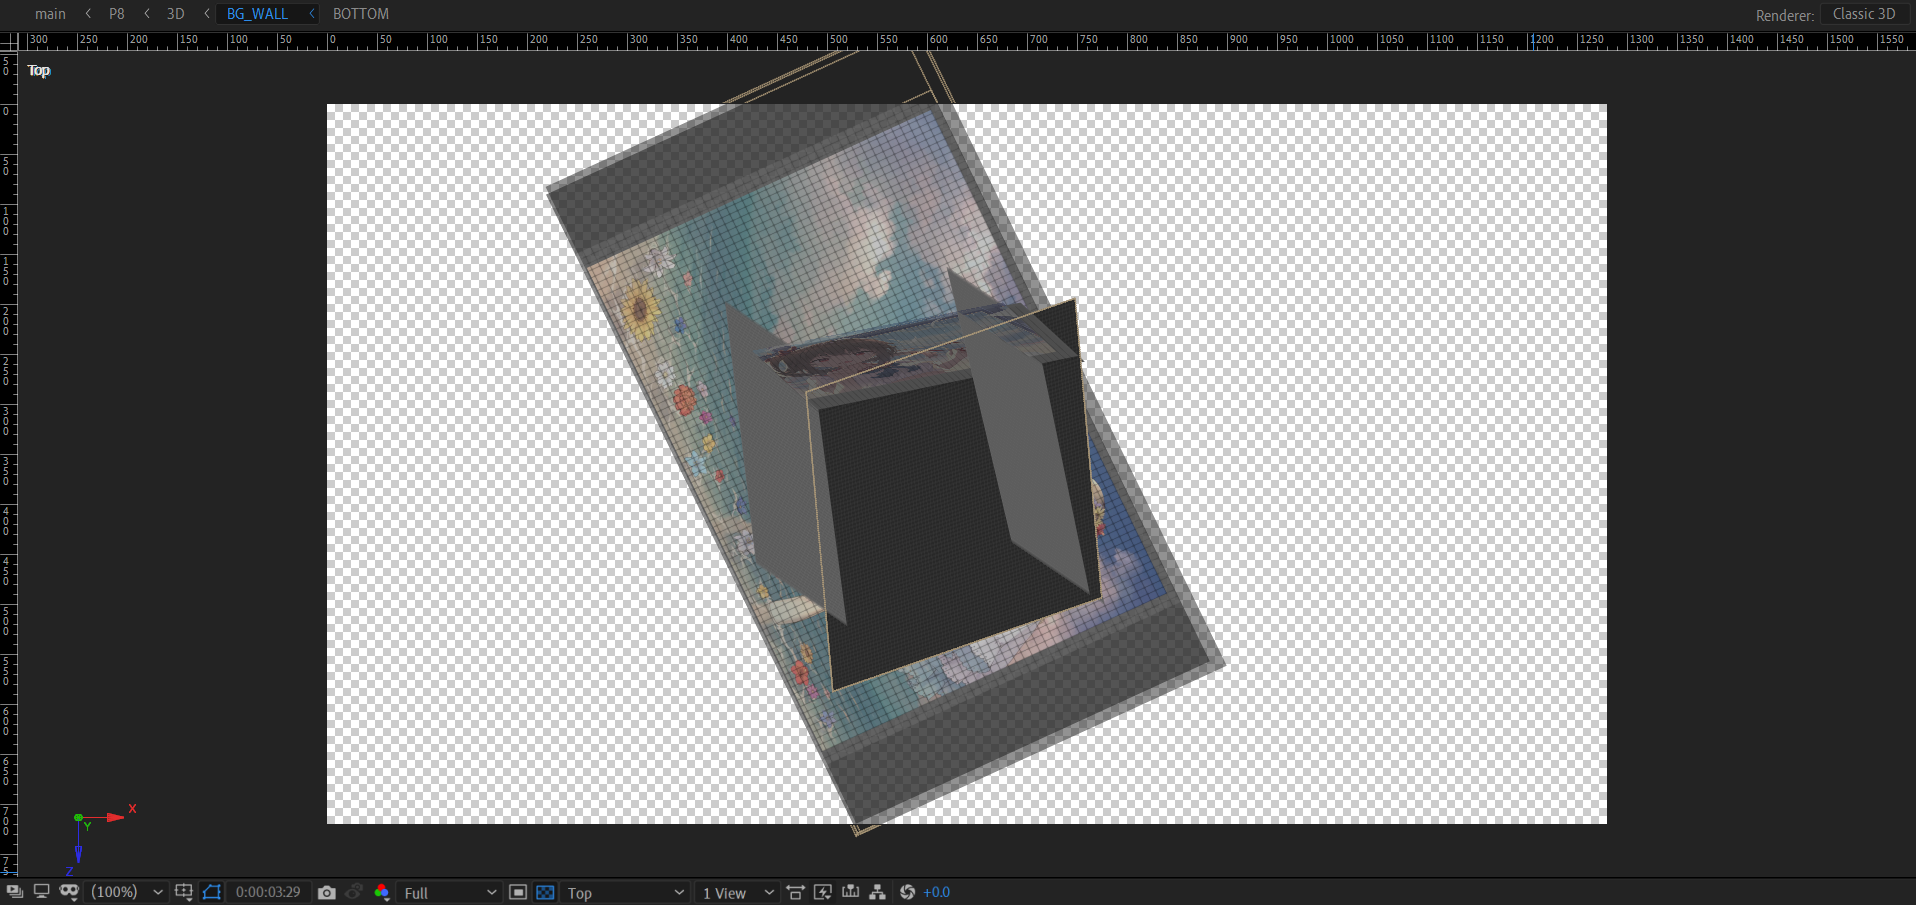 main < P8 < 3D < BG_WALL < BOTTOM
Renderer: Classic 3D
300 250 200 150 100 50 0 50 100 150 200 250 300 350 400 450 500 550 600 650 700 750 800 850 900 950 1000 1050 1100 1150 1200 1250 1300 1350 1400 1450 1500 1550
Top
50
0
50
100
150
200
250
300
350
400
450
500
550
600
650
700
75
X
Y
Z
(100%) 0:00:03:29 Full Top 1 View +0.0